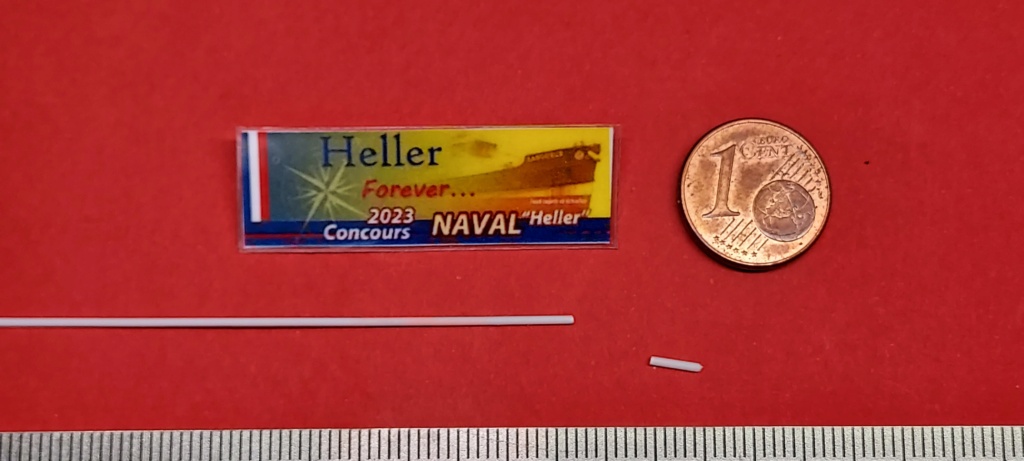 Heller
Forever...
2023
Concours NAVAL "Heller"
1
EURO
CENT